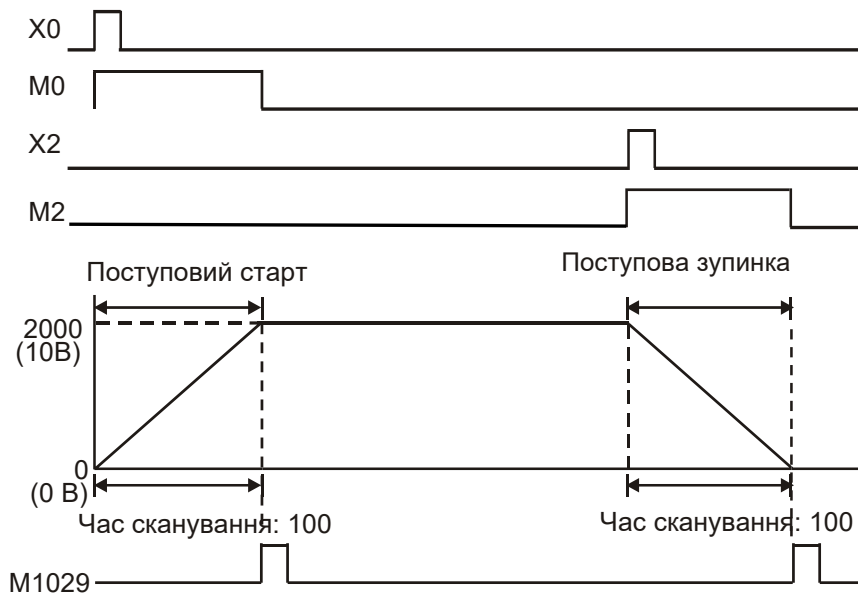 X0
M0
X2
M2
Поступовий старт
Поступова зупинка
2000
(10В)
0
(0 В)
Час сканування: 100
Час сканування: 100
M1029